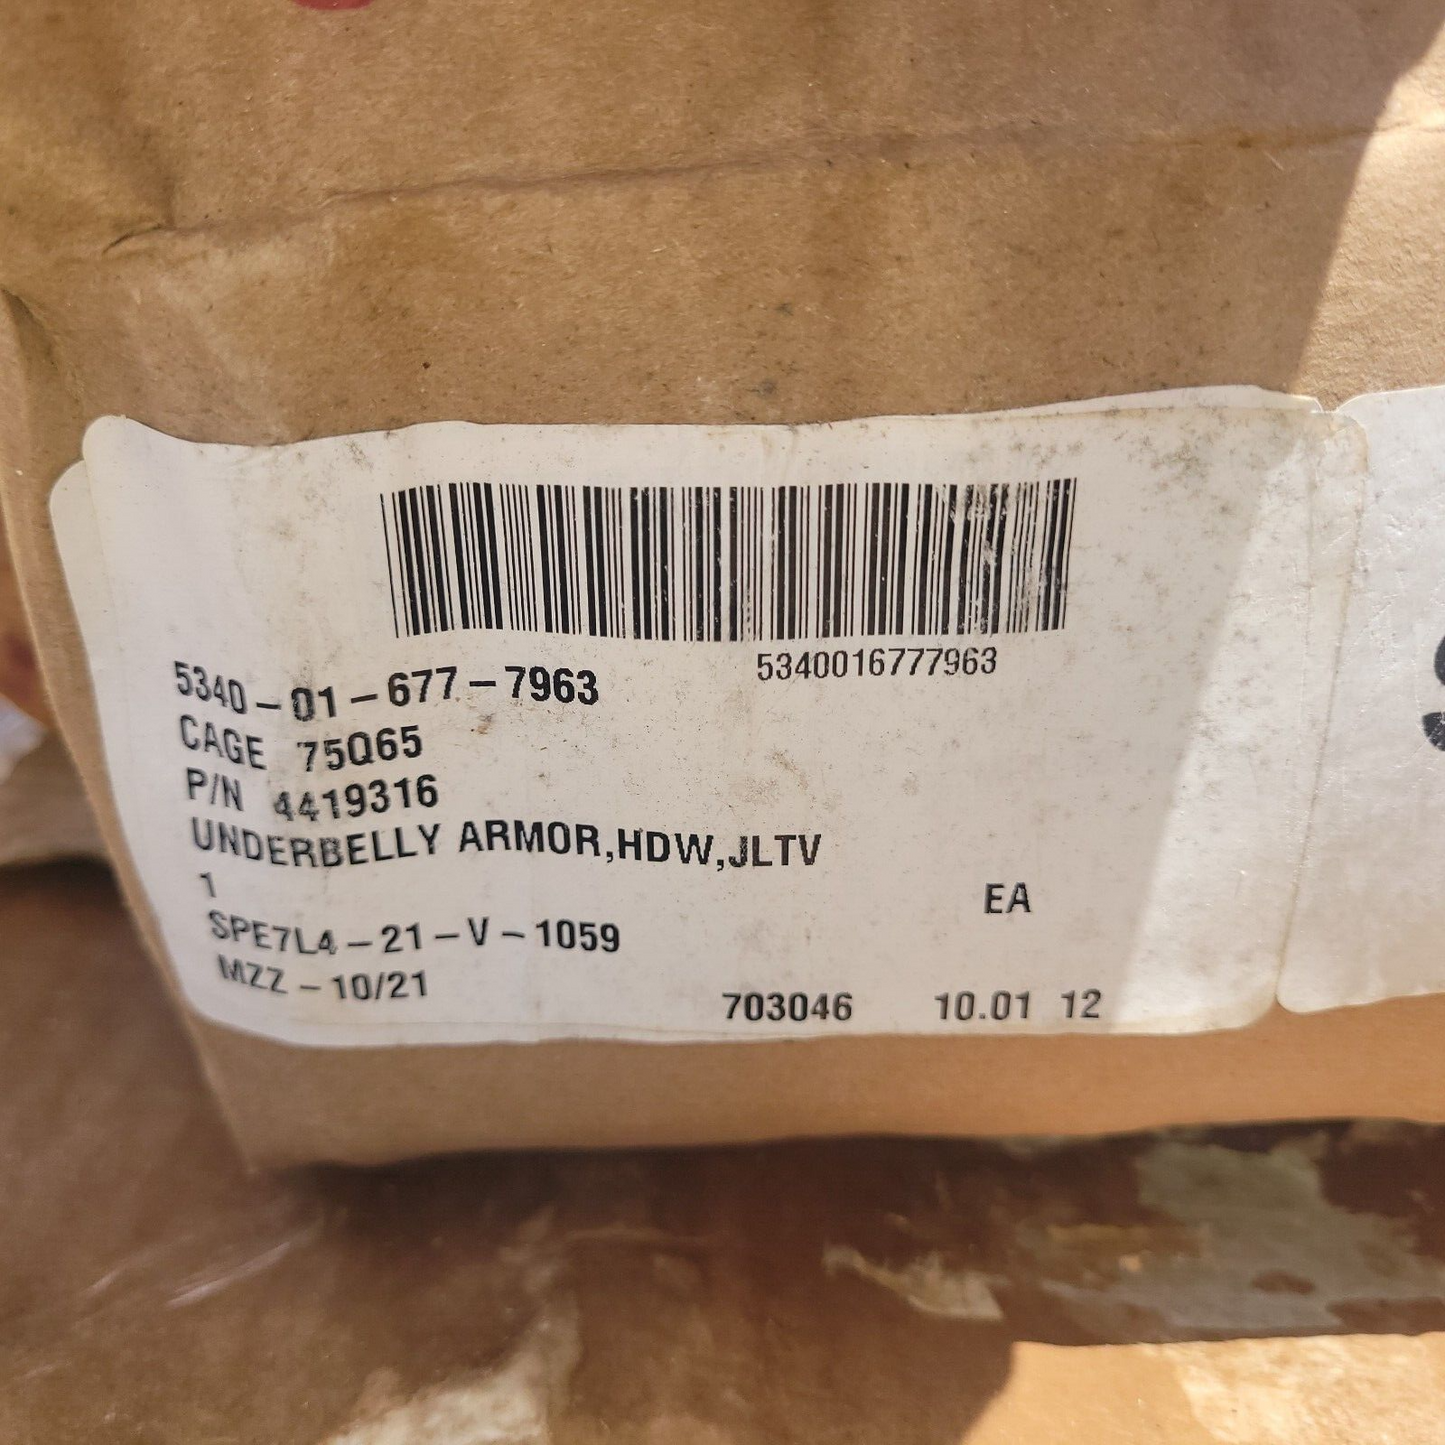 5340016777963
5340-01-677-7963
CAGE 75Q65
P/N 4419316
UNDERBELLY ARMOR,HDW,JLTV
1 EA
SPE7L4-21-V-1059
MZZ-10/21
703046 10.01 12